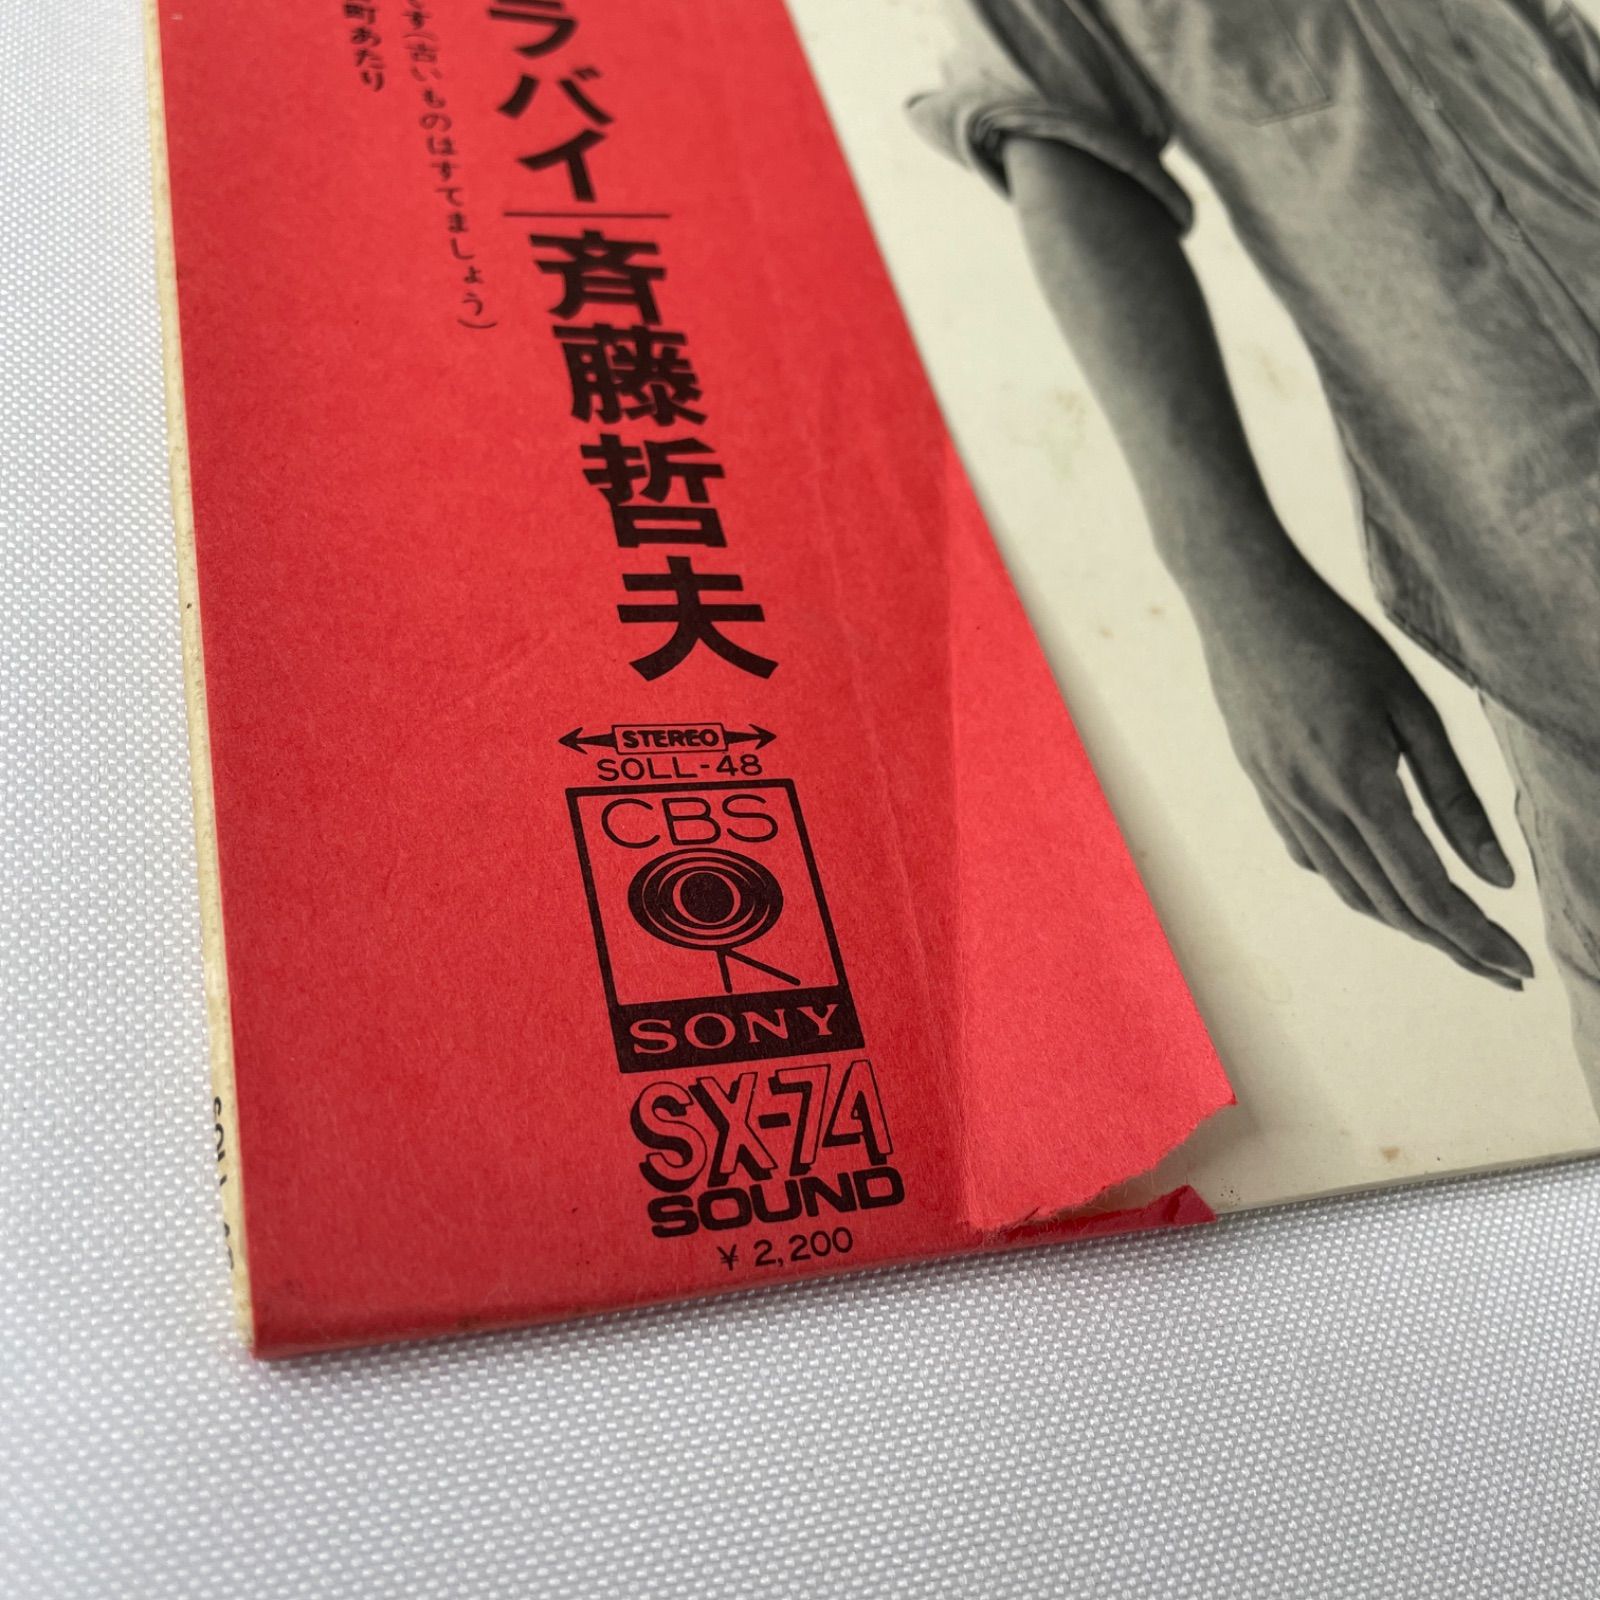 ラバイ 斉藤哲夫
す(古いものはすてましょう)
町あたり
STEREO
SOLL-48
CBS
SONY
SX-74
SOUND
¥ 2,200